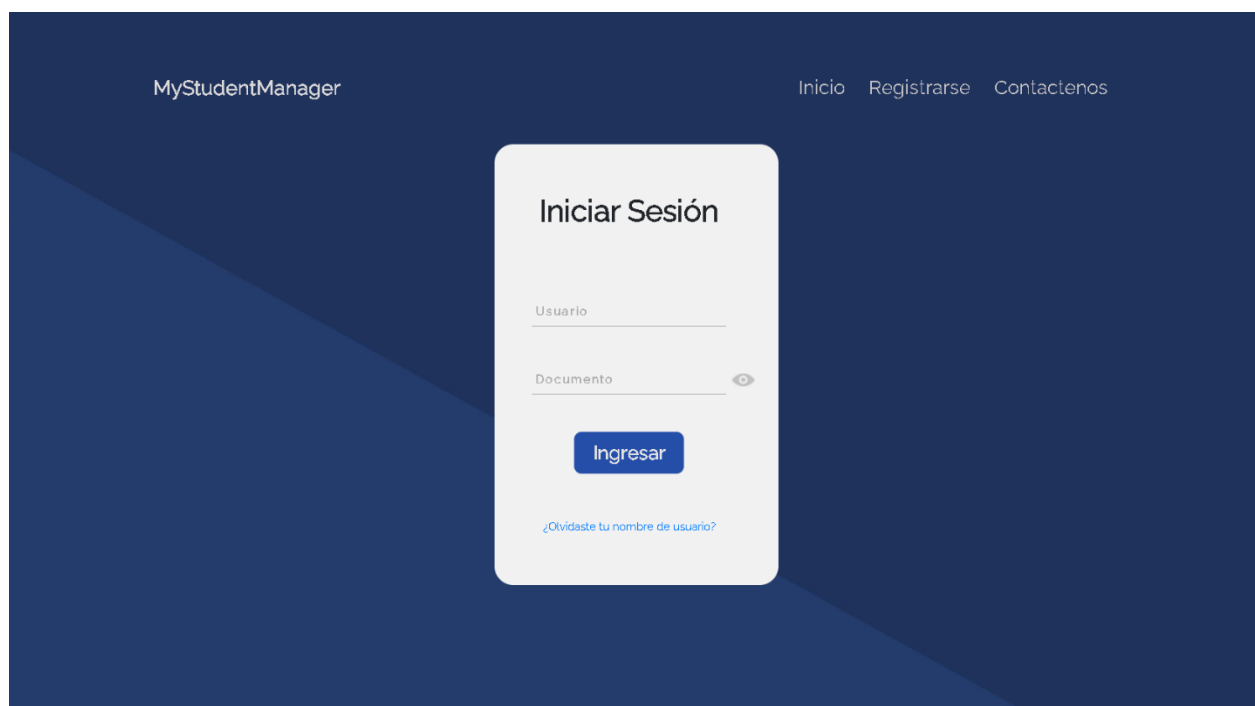 MyStudentManager
Inicio Registrarse Contactenos
Iniciar Sesión
Usuario
Documento
Ingresar
¿Olvidaste tu nombre de usuario?